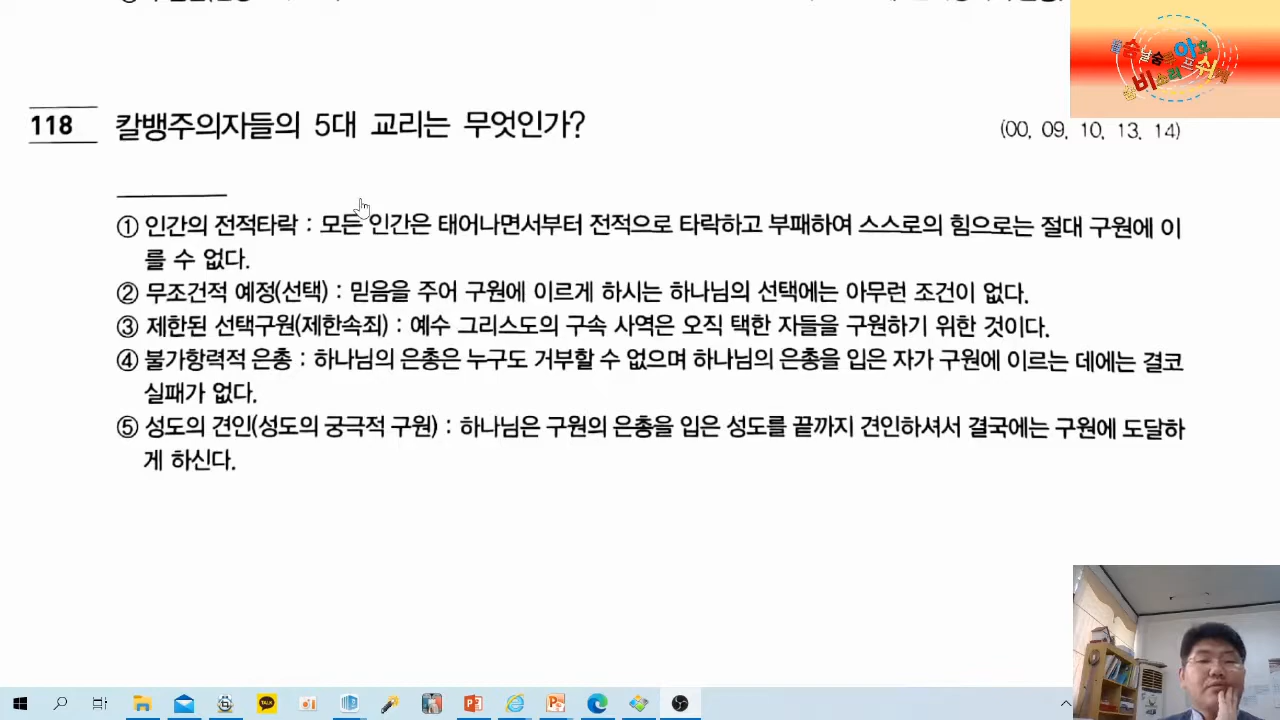 118 칼뱅주의자들의 5대 교리는 무엇인가? (00, 09, 10, 13, 14)
① 인간의 전적타락 : 모든 인간은 태어나면서부터 전적으로 타락하고 부패하여 스스로의 힘으로는 절대 구원에 이
를 수 없다.
② 무조건적 예정(선택) : 믿음을 주어 구원에 이르게 하시는 하나님의 선택에는 아무런 조건이 없다.
③ 제한된 선택구원(제한속죄) : 예수 그리스도의 구속 사역은 오직 택한 자들을 구원하기 위한 것이다.
④ 불가항력적 은총 : 하나님의 은총은 누구도 거부할 수 없으며 하나님의 은총을 입은 자가 구원에 이르는 데에는 결코
실패가 없다.
⑤ 성도의 견인(성도의 궁극적 구원) : 하나님은 구원의 은총을 입은 성도를 끝까지 견인하셔서 결국에는 구원에 도달하
게 하신다.
TALK